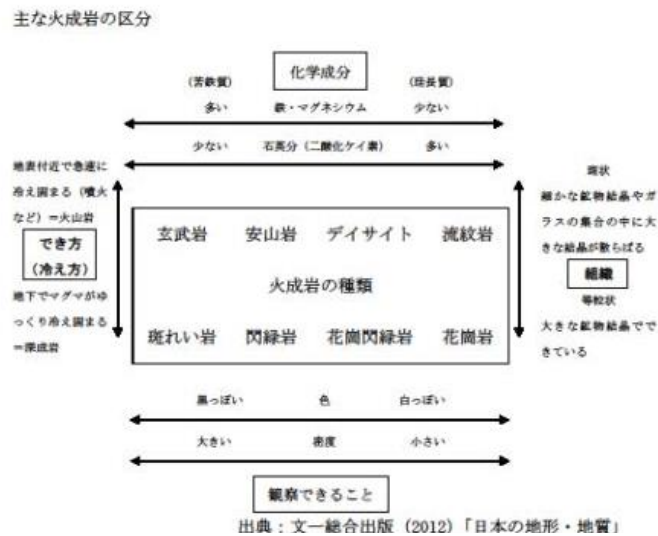 主な火成岩の区分
化学成分
(苦鉄質) (珪長質)
多い 鉄・マグネシウム 少ない
少ない 石英分（二酸化ケイ素） 多い
地表付近で急速に
冷え固まる（噴火
など）＝火山岩
でき方
（冷え方）
地下でマグマがゆ
っくり冷え固まる
＝深成岩
玄武岩 安山岩 デイサイト 流紋岩
火成岩の種類
斑れい岩 閃緑岩 花崗閃緑岩 花崗岩
斑状
細かな鉱物結晶やガ
ラスの集合の中に大
きな結晶が散らばる
組織
等粒状
大きな鉱物結晶でで
きている
黒っぽい 色 白っぽい
大きい 密度 小さい
観察できること
出典：文一総合出版（2012）「日本の地形・地質」